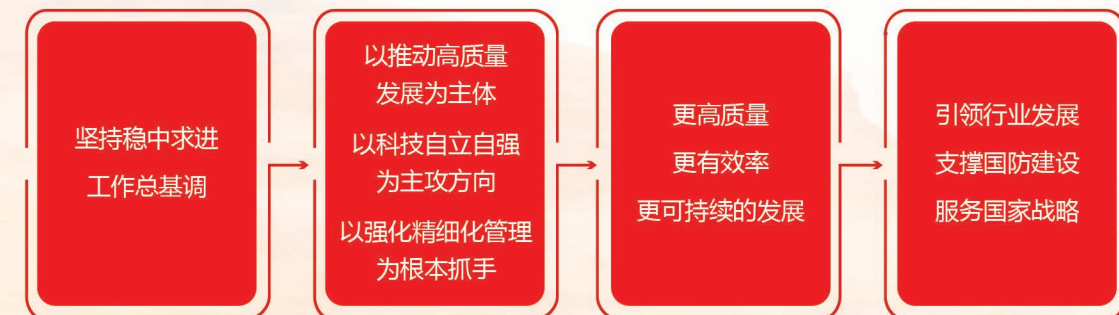 坚持稳中求进
工作总基调
以推动高质量
发展为主体
以科技自立自强
为主攻方向
以强化精细化管理
为根本抓手
更高质量
更有效率
更可持续的发展
引领行业发展
支撑国防建设
服务国家战略